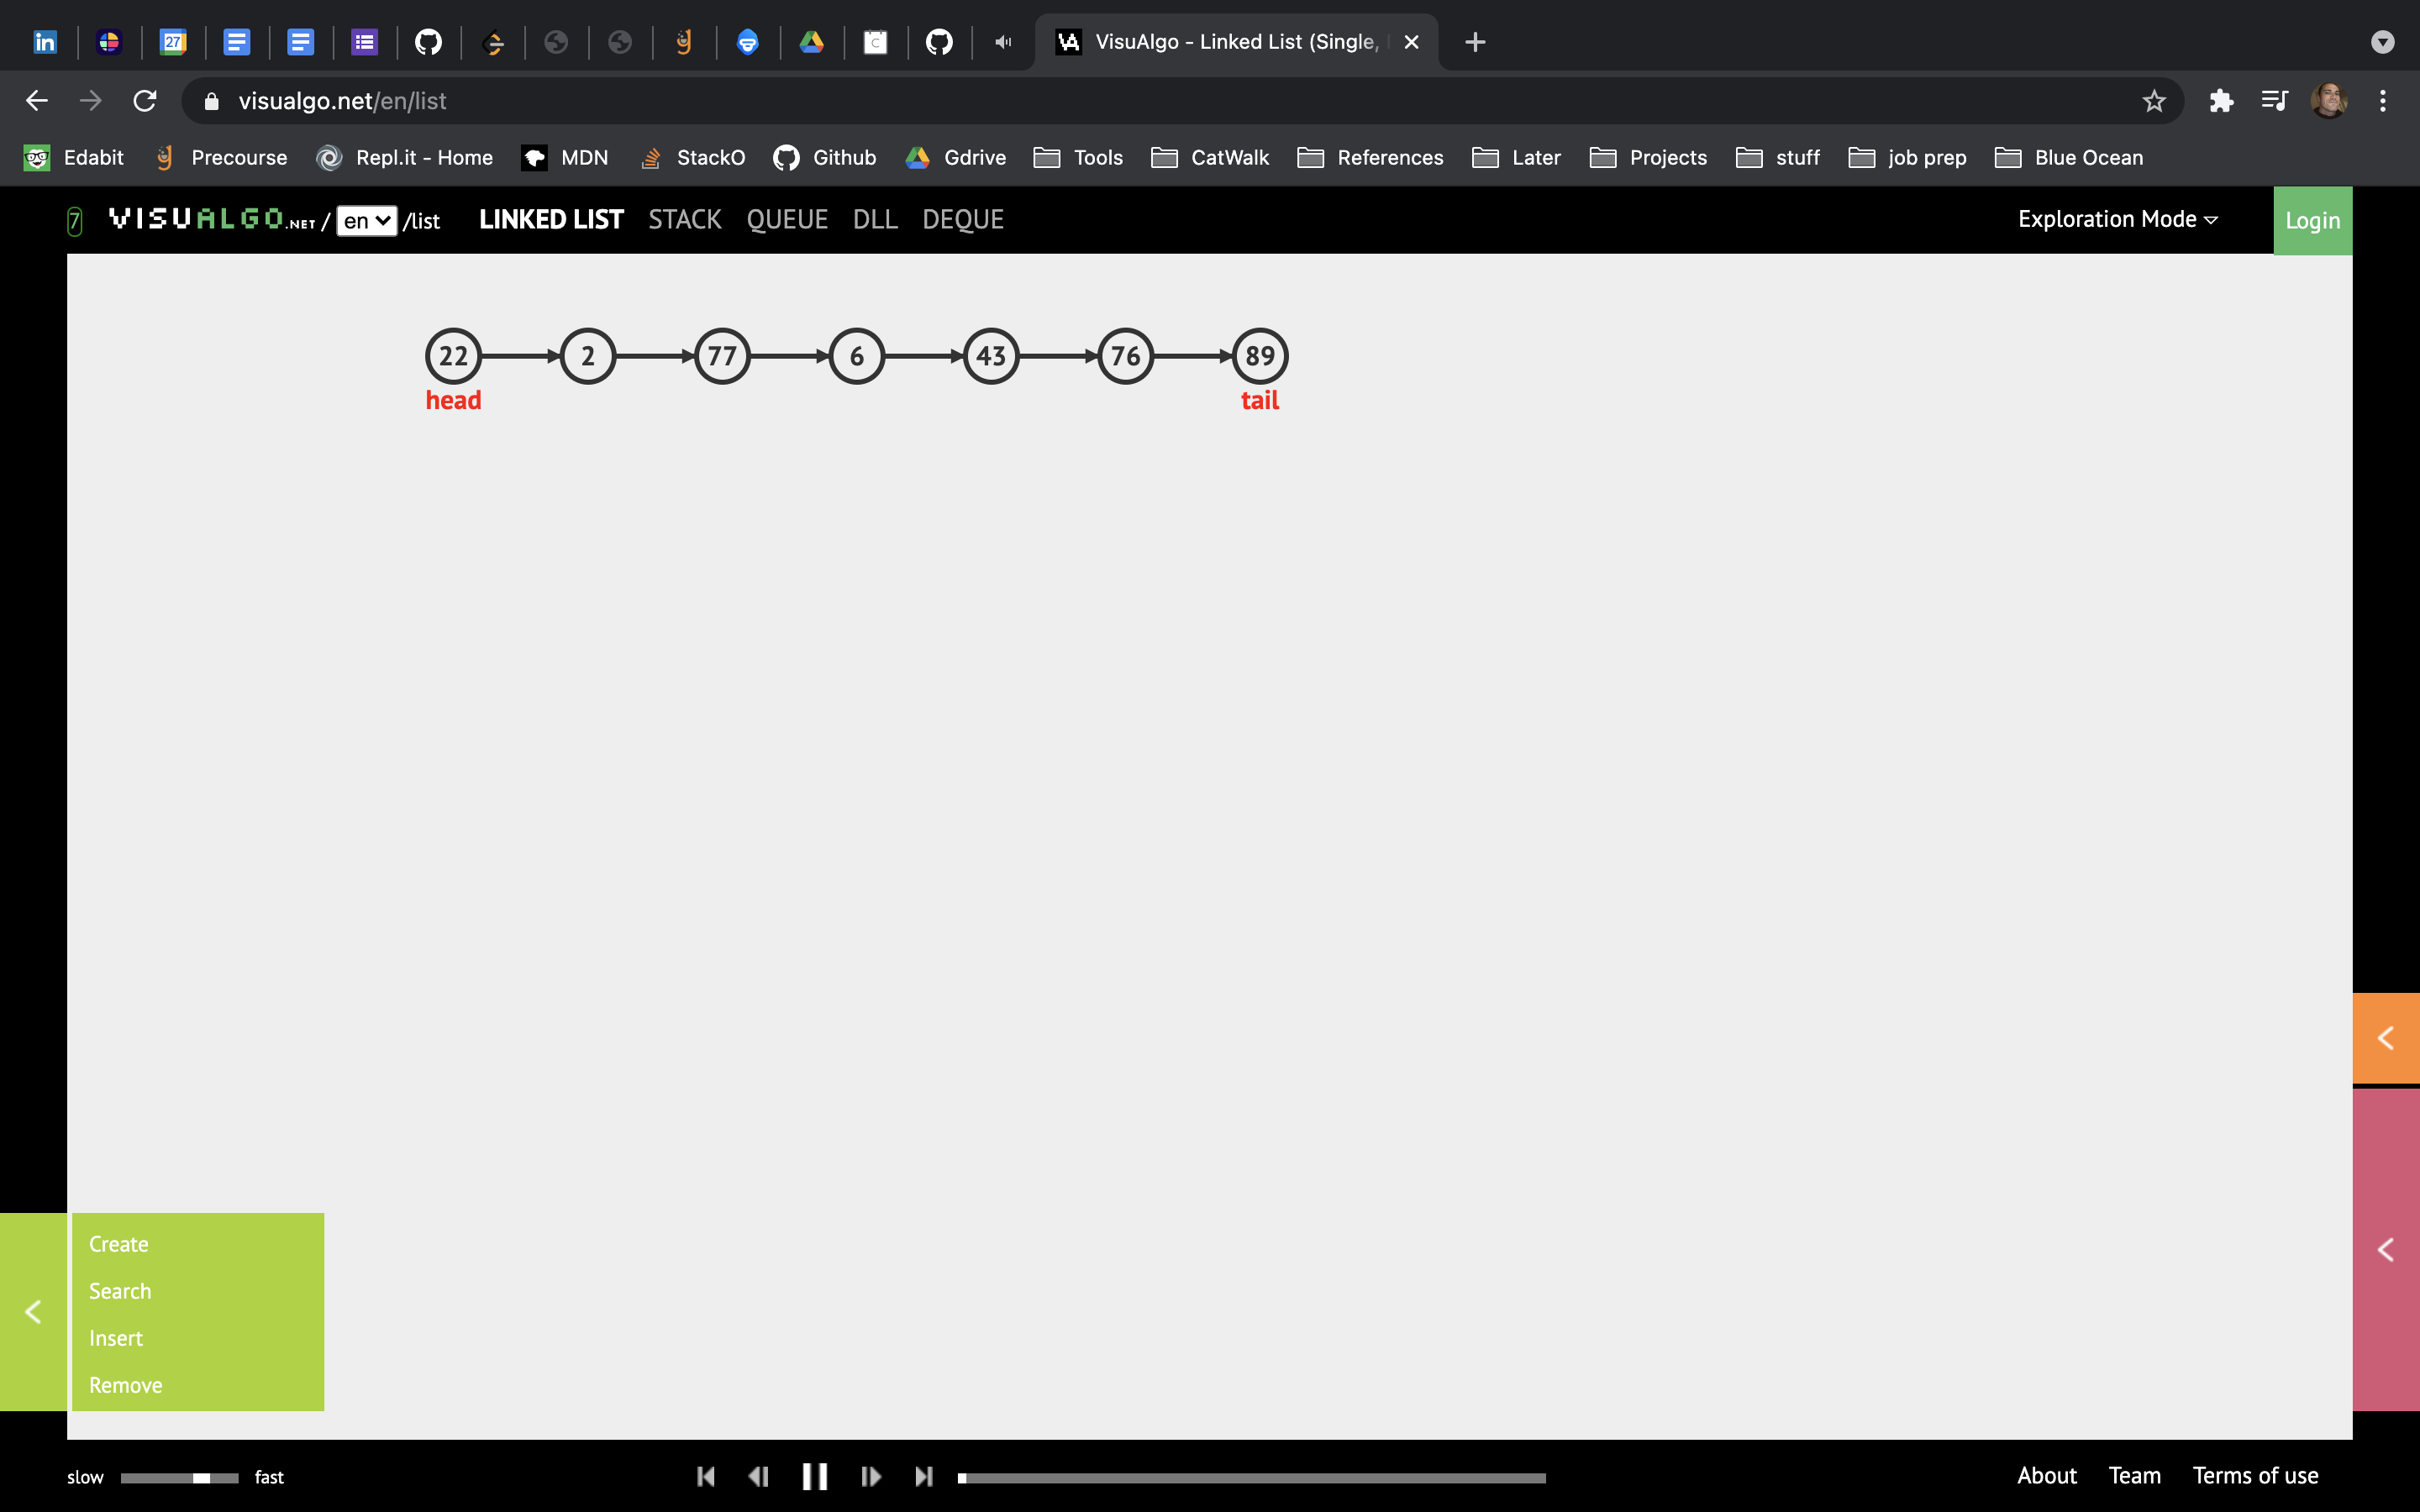 27
C
VisuAlgo - Linked List (Single,
visualgo.net/en/list
Edabit Precourse Repl.it - Home MDN StackO Github Gdrive Tools CatWalk References Later Projects stuff job prep Blue Ocean
7 VISUALGO.NET / en /list LINKED LIST STACK QUEUE DLL DEQUE Exploration Mode Login
22 2 77 6 43 76 89
head tail
Create
Search
Insert
Remove
slow fast About Team Terms of use